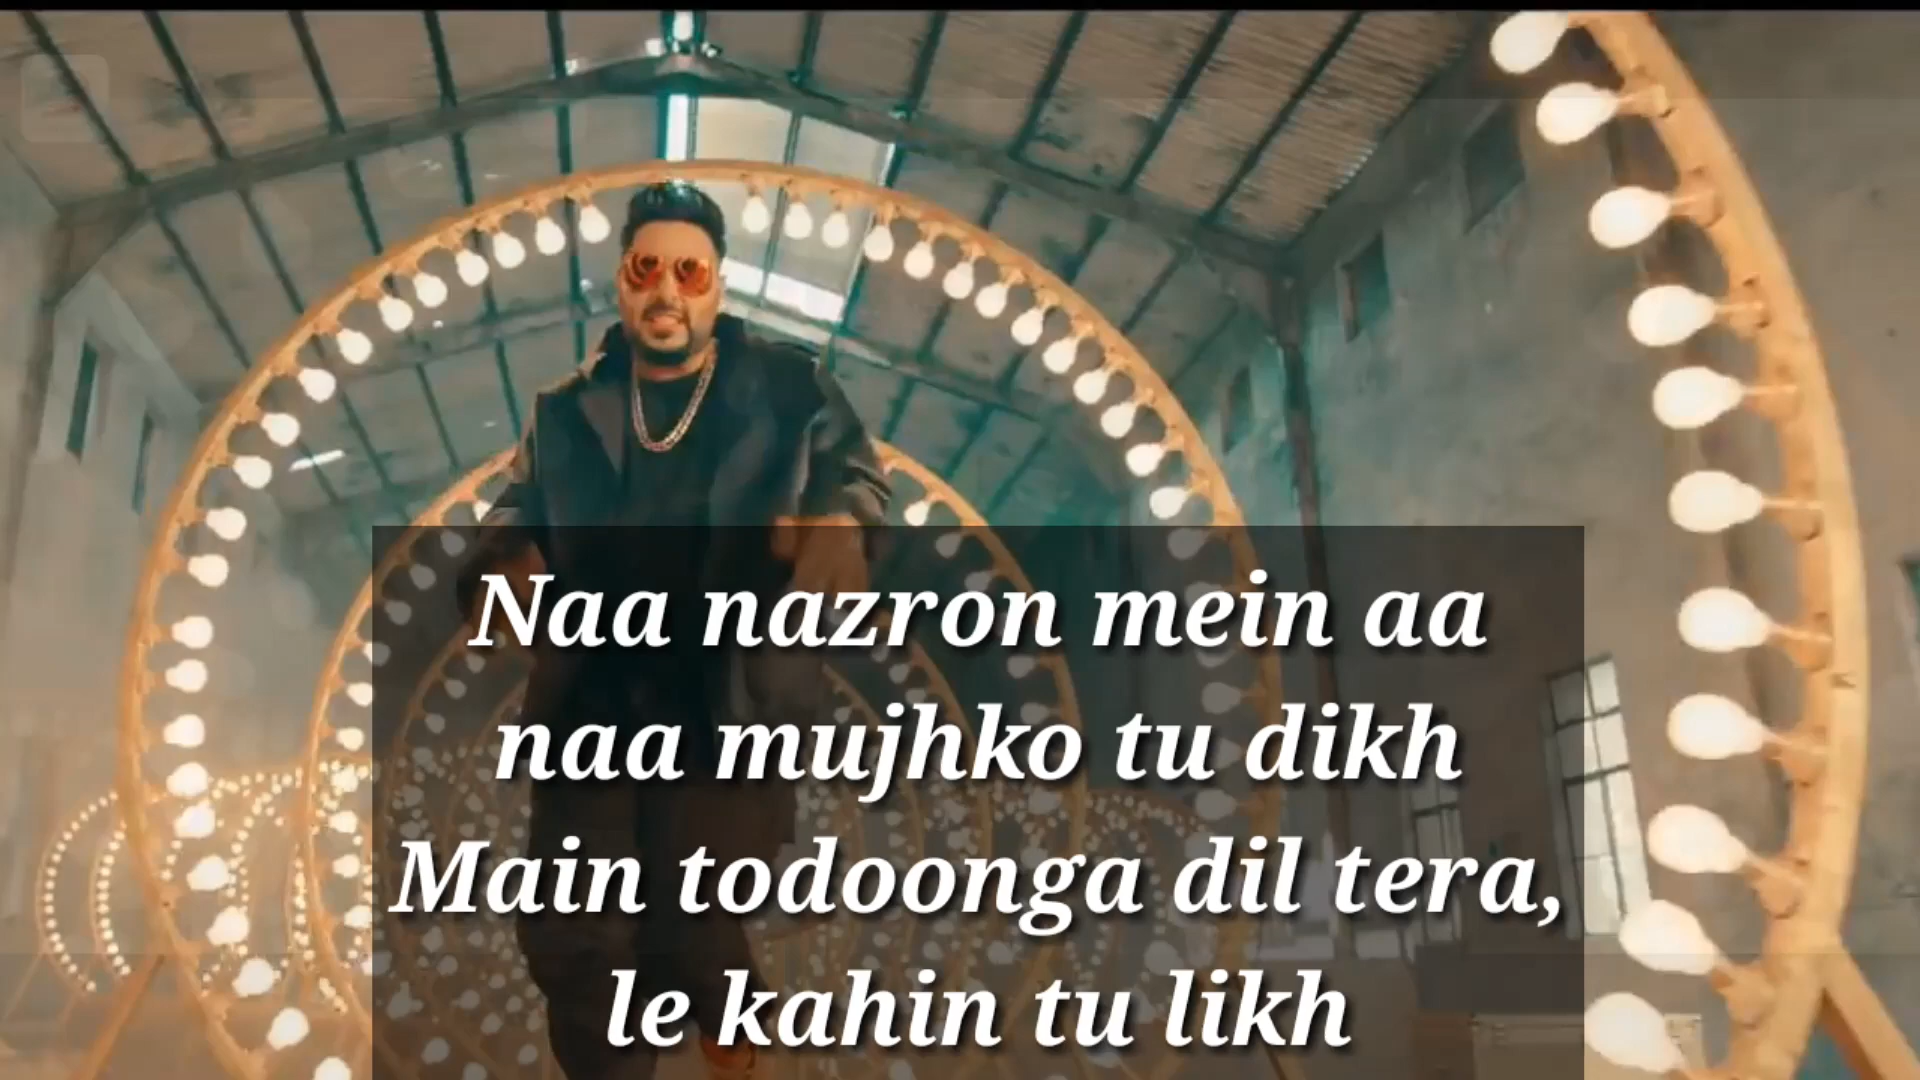 Naa nazron mein aa
naa mujhko tu dikh
Main todoonga dil tera,
le kahin tu likh